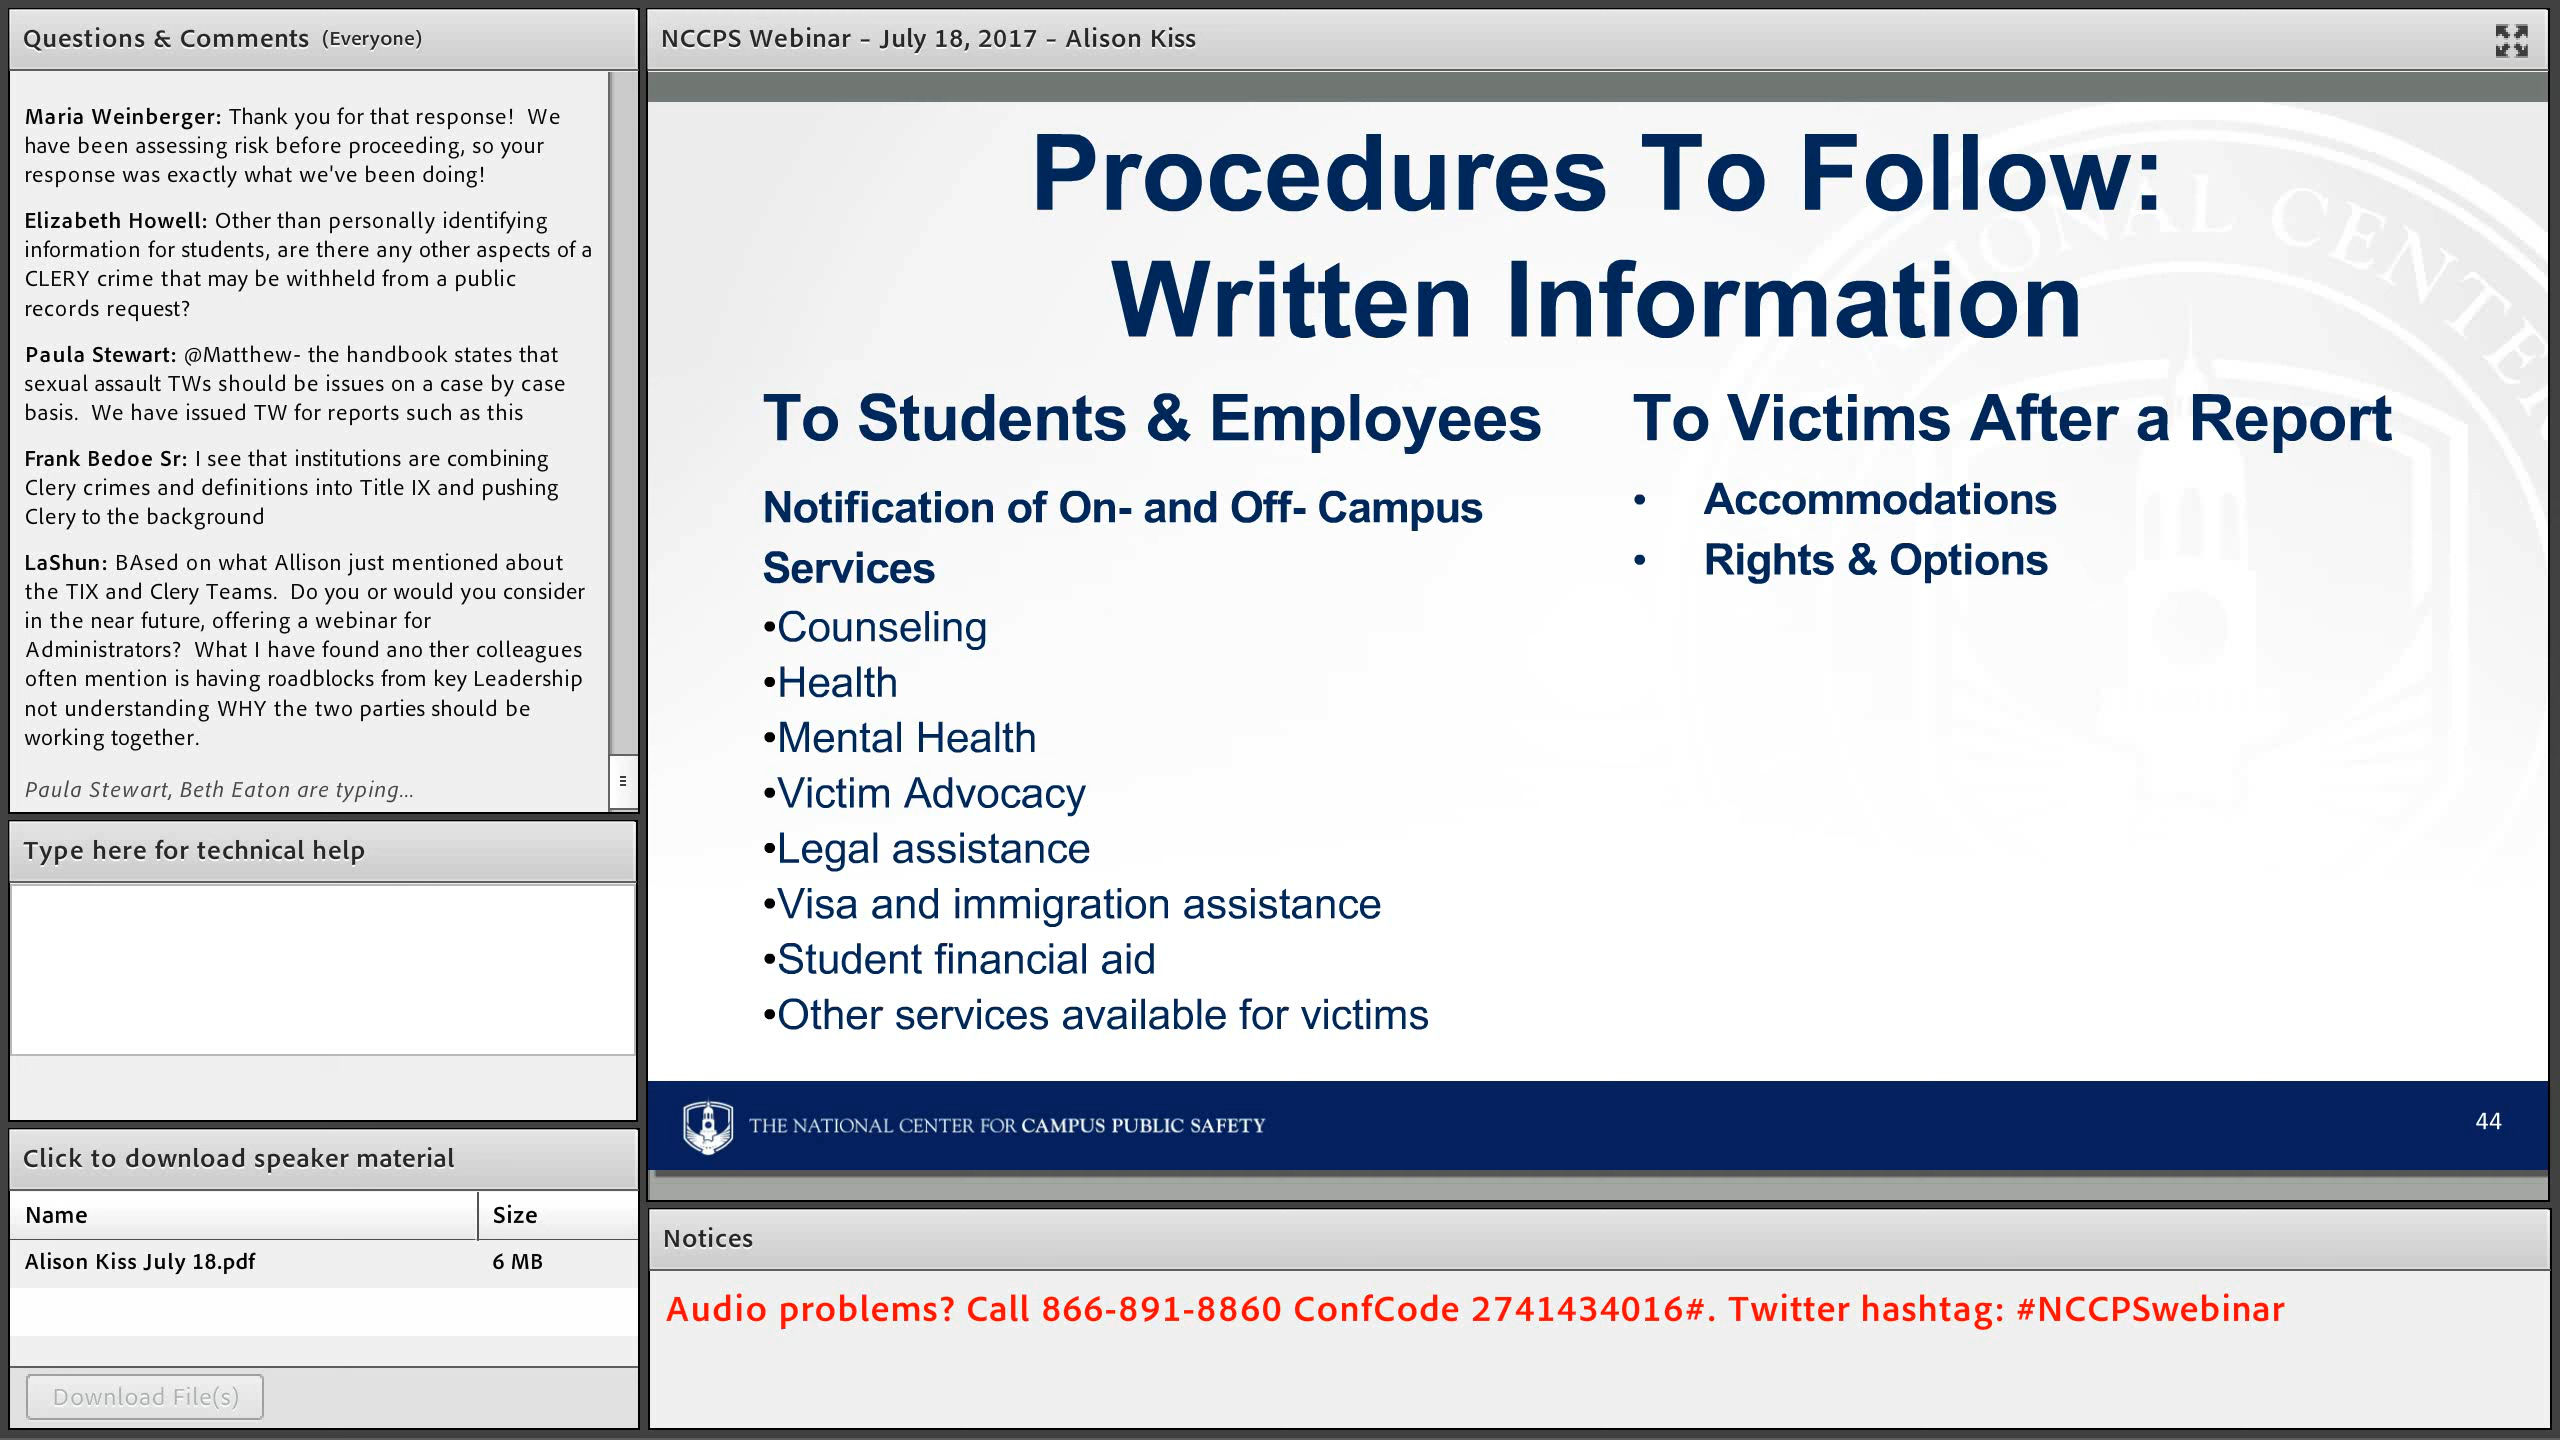 Questions & Comments (Everyone)
Maria Weinberger: Thank you for that response!  We
have been assessing risk before proceeding, so your
response was exactly what we've been doing!
Elizabeth Howell: Other than personally identifying
information for students, are there any other aspects of a
CLERY crime that may be withheld from a public
records request?
Paula Stewart: @Matthew- the handbook states that
sexual assault TWs should be issues on a case by case
basis.  We have issued TW for reports such as this
Frank Bedoe Sr: I see that institutions are combining
Clery crimes and definitions into Title IX and pushing
Clery to the background
LaShun: BAsed on what Allison just mentioned about
the TIX and Clery Teams.  Do you or would you consider
in the near future, offering a webinar for
Administrators?  What I have found ano ther colleagues
often mention is having roadblocks from key Leadership
not understanding WHY the two parties should be
working together.
Paula Stewart, Beth Eaton are typing...
Type here for technical help
Click to download speaker material
Name Size
Alison Kiss July 18.pdf 6 MB
Download File(s)
NCCPS Webinar – July 18, 2017 – Alison Kiss
Procedures To Follow:
Written Information
To Students & Employees
Notification of On- and Off- Campus
Services
•Counseling
•Health
•Mental Health
•Victim Advocacy
•Legal assistance
•Visa and immigration assistance
•Student financial aid
•Other services available for victims
To Victims After a Report
• Accommodations
• Rights & Options
NATIONAL CENTER
THE NATIONAL CENTER FOR CAMPUS PUBLIC SAFETY
44
Notices
Audio problems? Call 866-891-8860 ConfCode 2741434016#. Twitter hashtag: #NCCPSwebinar